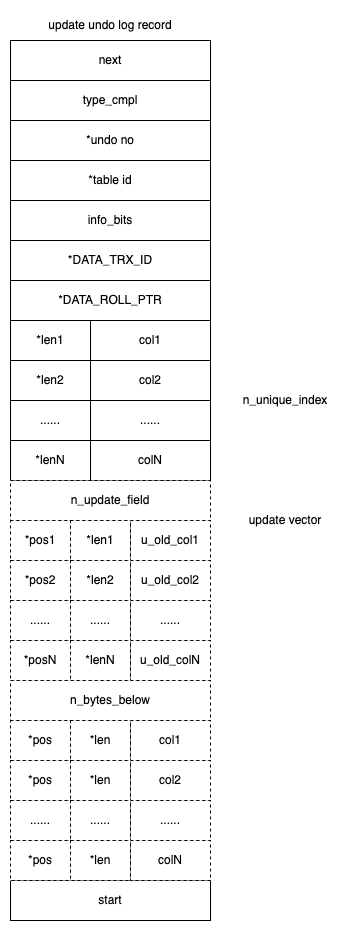 update undo log record
next
type_cmpl
*undo no
*table id
info_bits
*DATA_TRX_ID
*DATA_ROLL_PTR
*len1 col1
*len2 col2
n_unique_index
...... ......
*lenN colN
n_update_field
update vector
*pos1 *len1 u_old_col1
*pos2 *len2 u_old_col2
...... ...... ......
*posN *lenN u_old_colN
n_bytes_below
*pos *len col1
*pos *len col2
...... ...... ......
*pos *len colN
start